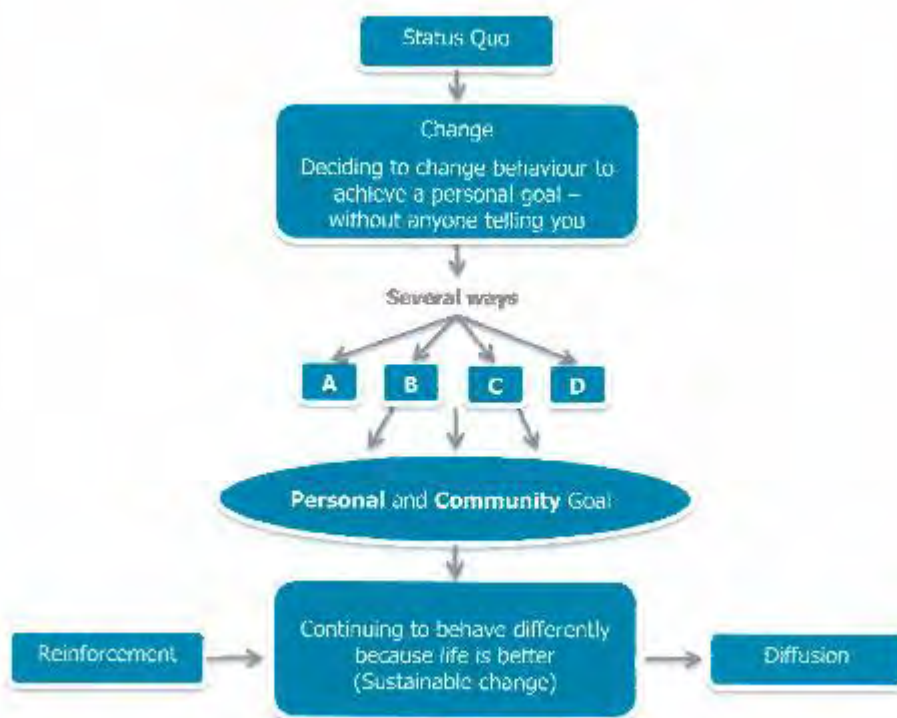 Status Quo
Change
Deciding to change behaviour to
achieve a personal goal –
without anyone telling you
Several ways
A B C D
Personal and Community Goal
Reinforcement
Continuing to behave differently
because life is better
(Sustainable change)
Diffusion